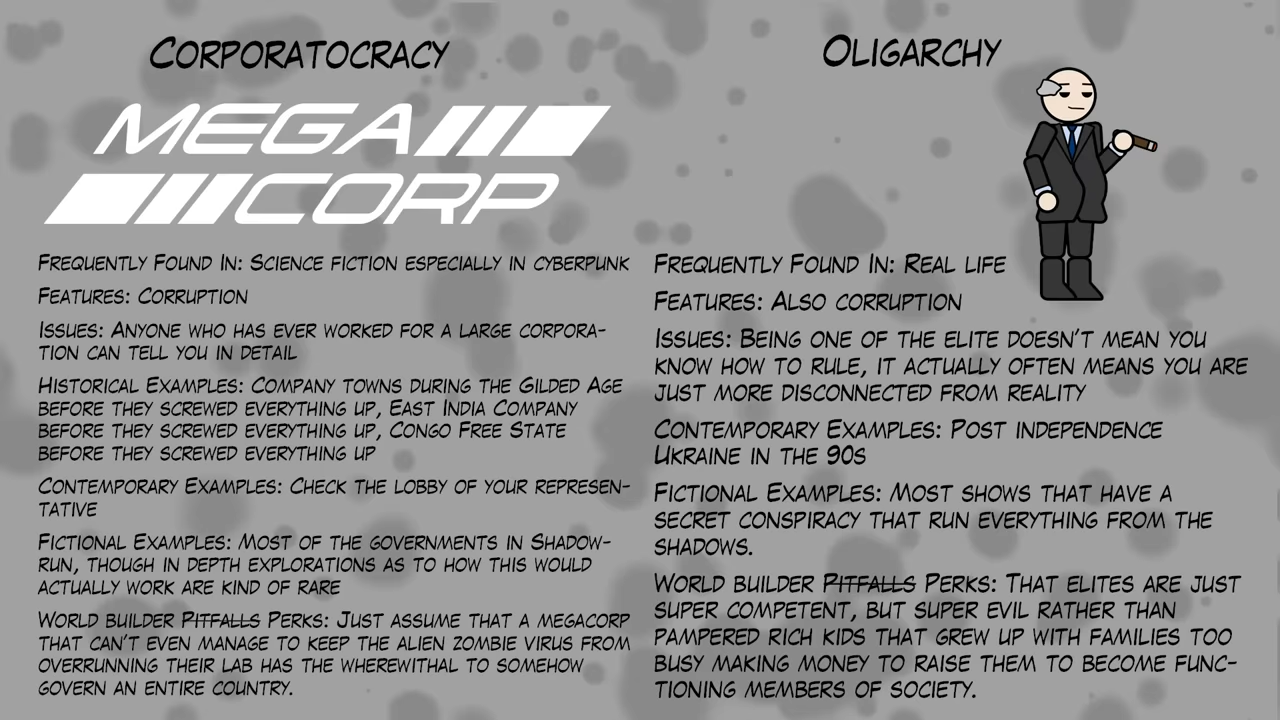 Corporatocracy
MEGA
CORP
Frequently Found In: Science fiction especially in cyberpunk
Features: Corruption
Issues: Anyone who has ever worked for a large corpora-
tion can tell you in detail
Historical Examples: Company towns during the Gilded Age
before they screwed everything up, East India Company
before they screwed everything up, Congo Free State
before they screwed everything up
Contemporary Examples: Check the lobby of your represen-
tative
Fictional Examples: Most of the governments in Shadow-
run, though in depth explorations as to how this would
actually work are kind of rare
World builder Pitfalls Perks: Just assume that a megacorp
that can't even manage to keep the alien zombie virus from
overrunning their lab has the wherewithal to somehow
govern an entire country.
Oligarchy
Frequently Found In: Real life
Features: Also corruption
Issues: Being one of the elite doesn't mean you
know how to rule, it actually often means you are
just more disconnected from reality
Contemporary Examples: Post independence
Ukraine in the 90s
Fictional Examples: Most shows that have a
secret conspiracy that run everything from the
shadows.
World builder Pitfalls Perks: That elites are just
super competent, but super evil rather than
pampered rich kids that grew up with families too
busy making money to raise them to become func-
tioning members of society.